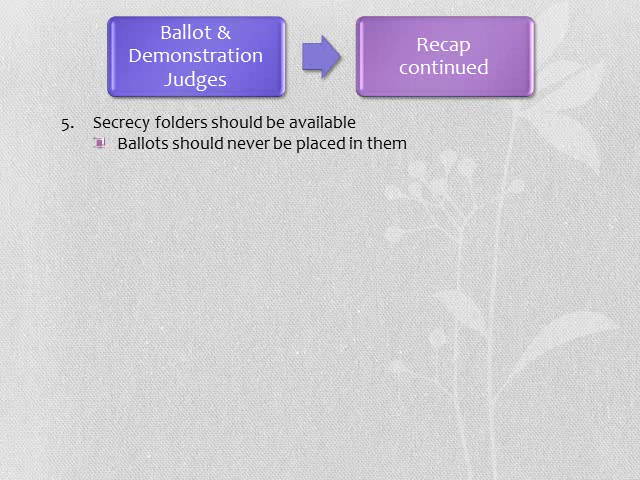 Ballot &
Demonstration
Judges
Recap
continued
5. Secrecy folders should be available
Ballots should never be placed in them